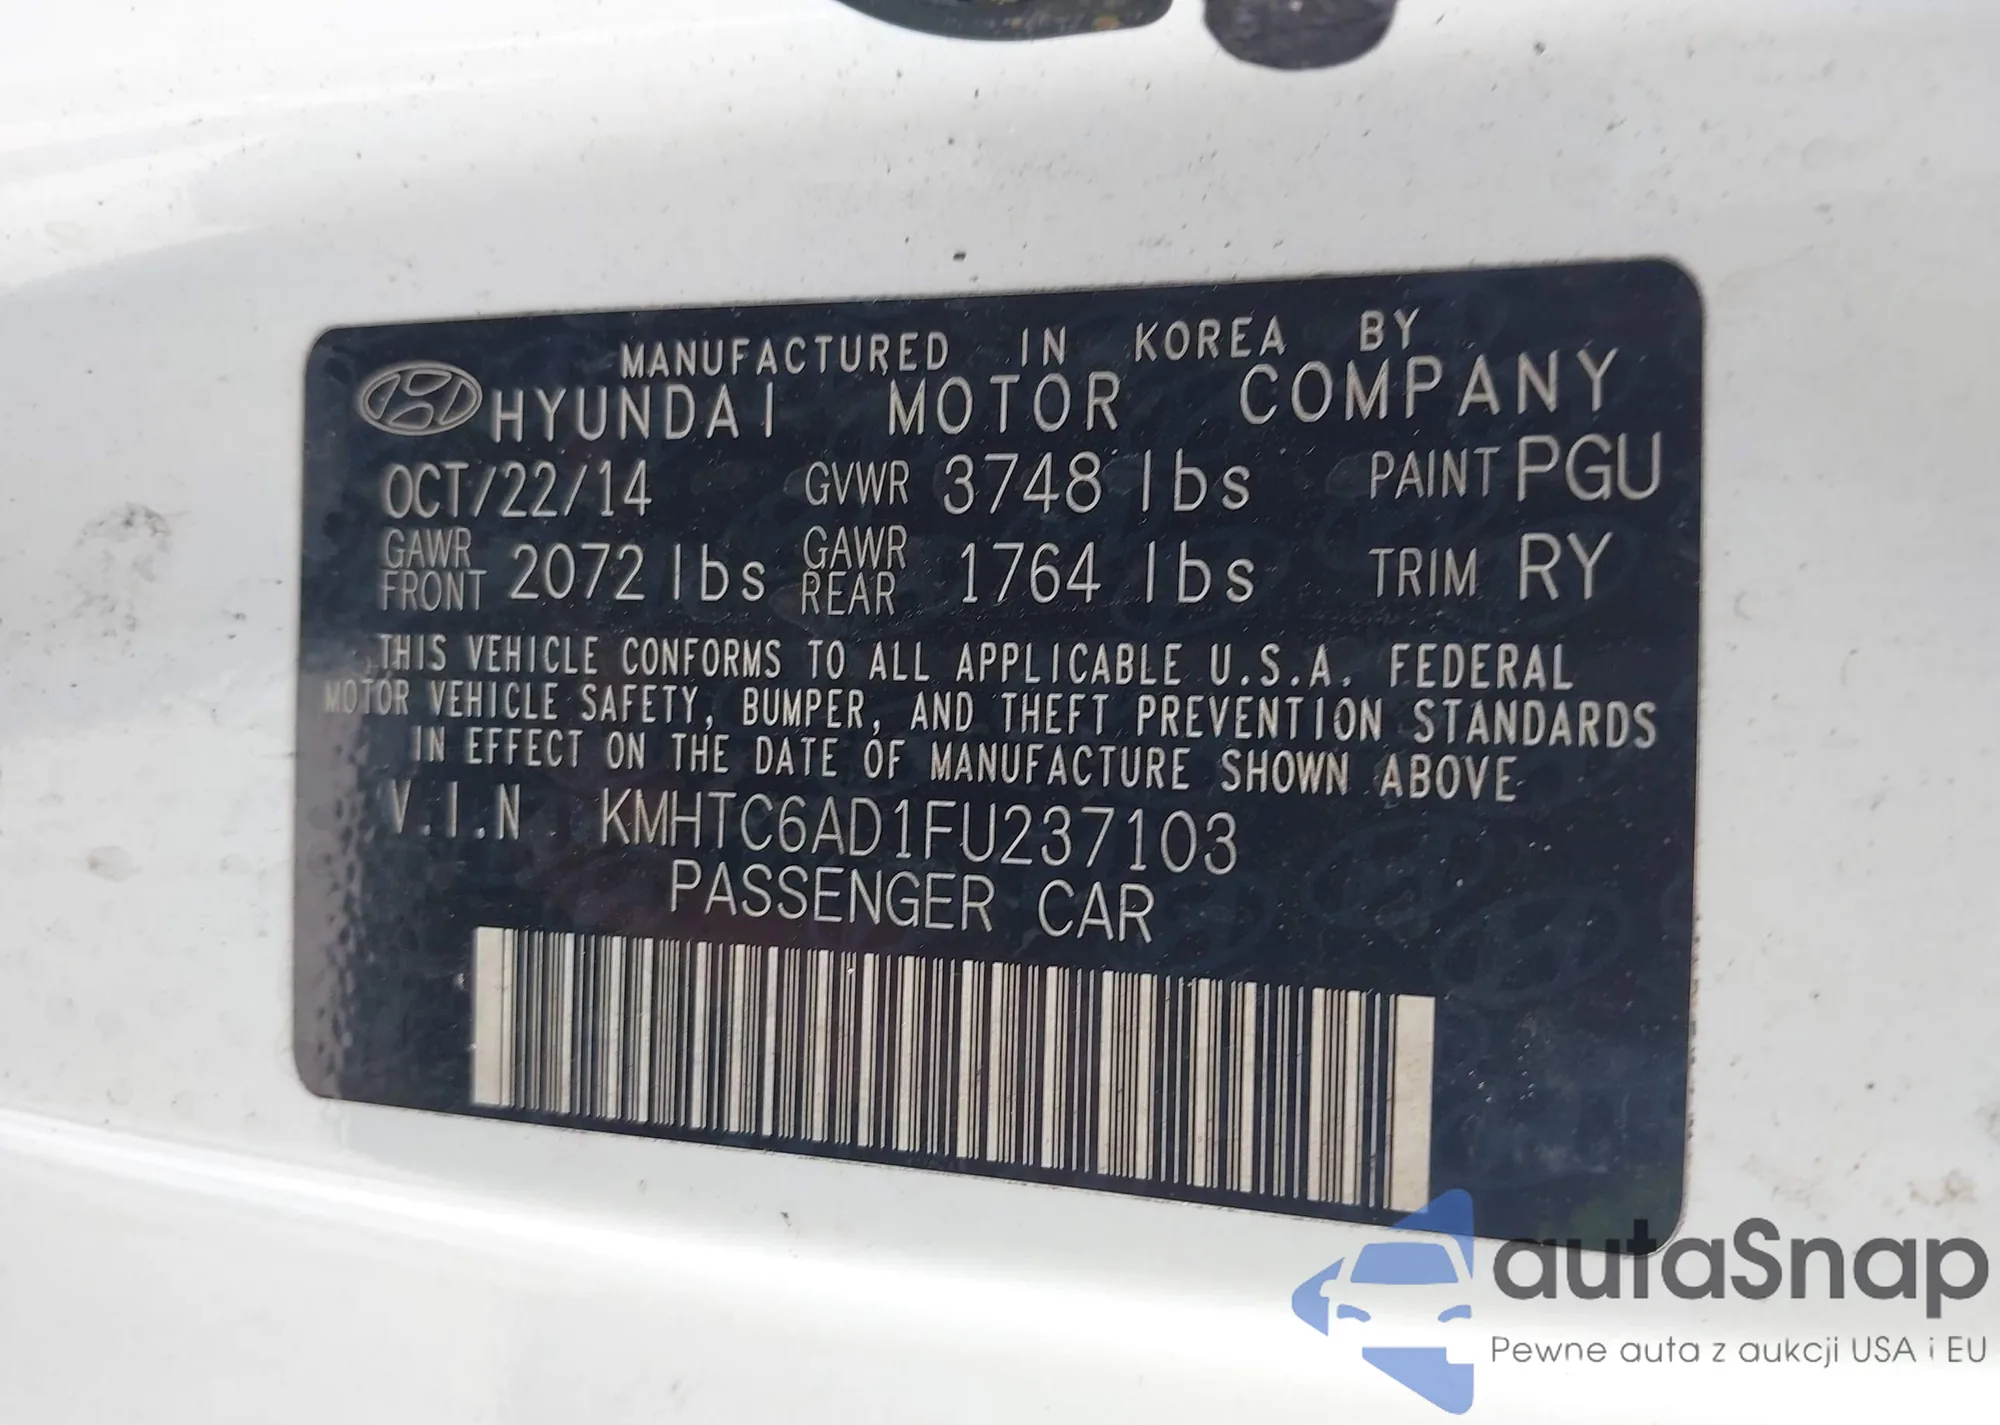 MANUFACTURED IN KOREA BY
HYUNDAI MOTOR COMPANY
OCT/22/14 GVWR 3748 lbs PAINT PGU
GAWR FRONT 2072 lbs GAWR REAR 1764 lbs TRIM RY
THIS VEHICLE CONFORMS TO ALL APPLICABLE U.S.A. FEDERAL
MOTOR VEHICLE SAFETY, BUMPER, AND THEFT PREVENTION STANDARDS
IN EFFECT ON THE DATE OF MANUFACTURE SHOWN ABOVE
V.I.N. KMHTC6AD1FU237103
PASSENGER CAR
autaSnap
Pewne auta z aukcji USA i EU